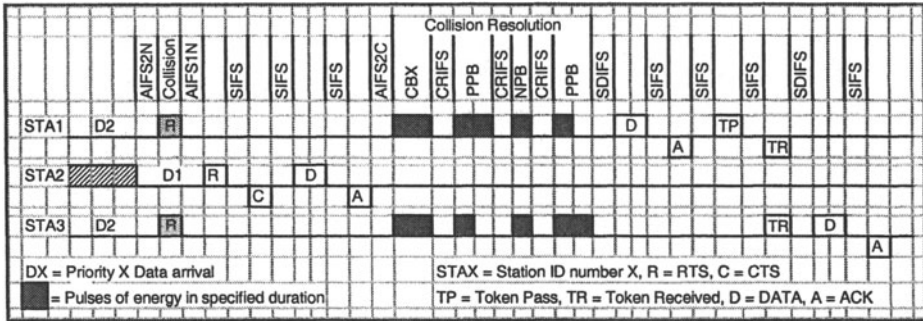 Collision Resolution
AIFS2N
Collision
AIFS1N
SIFS
SIFS
SIFS
AIFS2C
CBX
CRIFS
PPB
CRIFS
NPB
CRIFS
PPB
SDIFS
SIFS
SIFS
SIFS
SDIFS
SIFS
STA1 D2 R D TP
A TR
STA2 D1 R D
C A
STA3 D2 R TR D
A
DX = Priority X Data arrival
= Pulses of energy in specified duration
STAX = Station ID number X, R = RTS, C = CTS
TP = Token Pass, TR = Token Received, D = DATA, A = ACK